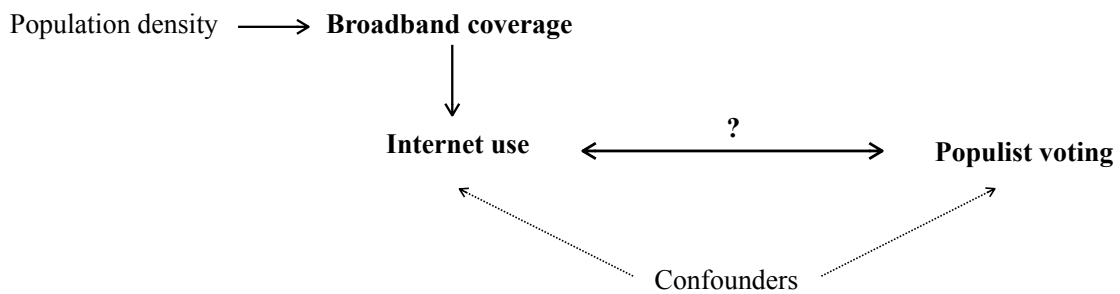 Population density
Broadband coverage
Internet use
?
Populist voting
Confounders